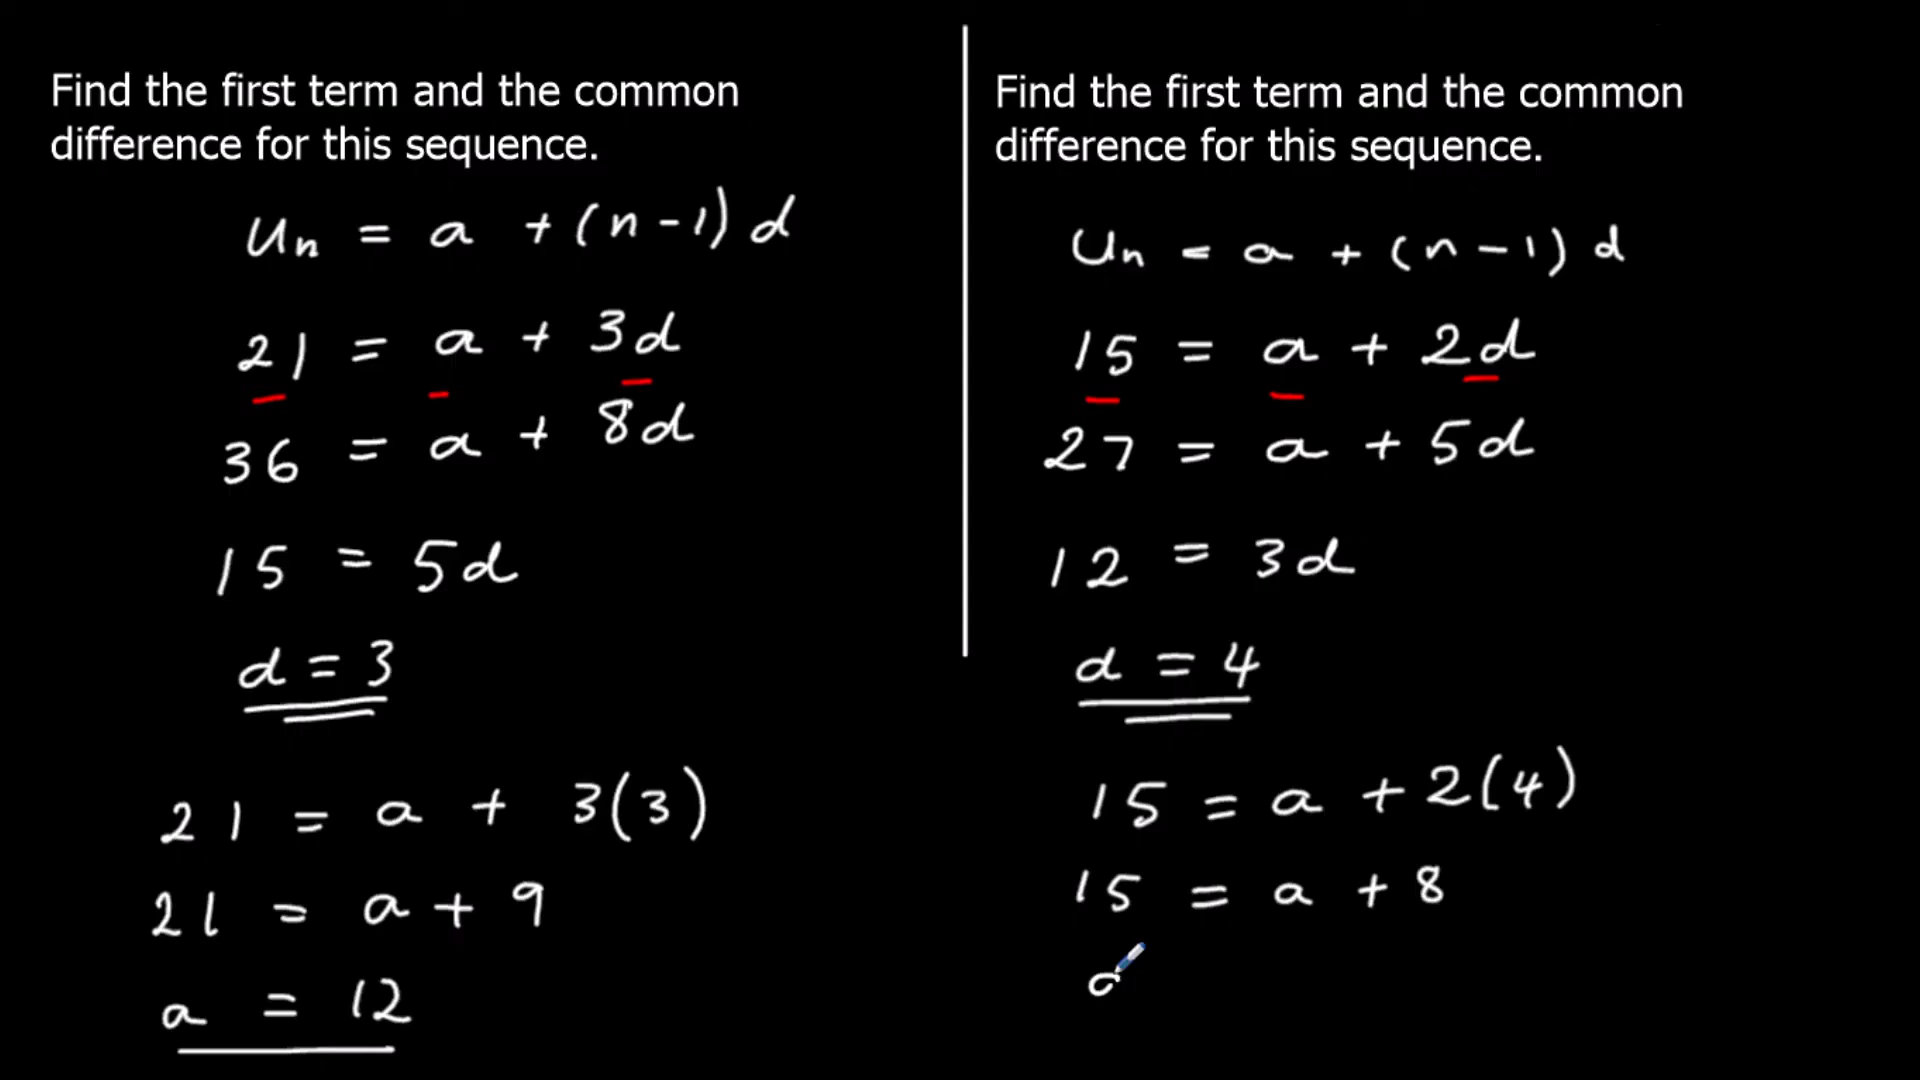 Find the first term and the common
difference for this sequence.
Un = a + (n - 1) d
21 = a + 3d
36 = a + 8d
15 = 5d
d = 3
21 = a + 3(3)
21 = a + 9
a = 12
Find the first term and the common
difference for this sequence.
Un = a + (n - 1) d
15 = a + 2d
27 = a + 5d
12 = 3d
d = 4
15 = a + 2(4)
15 = a + 8